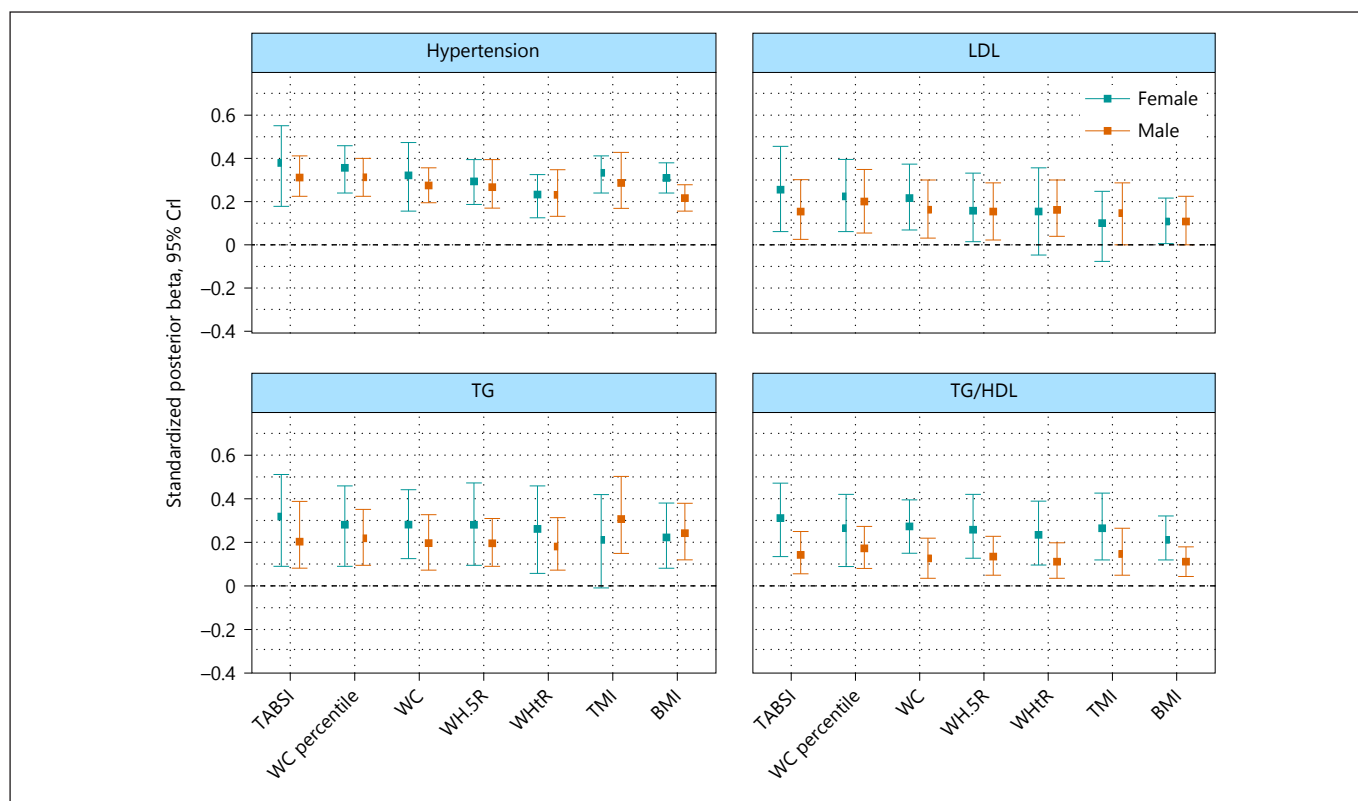 Hypertension
LDL
Female
Male
Standardized posterior beta, 95% CrI
0.6
0.4
0.2
0
–0.2
–0.4
TG
TG/HDL
0.6
0.4
0.2
0
–0.2
–0.4
TABSI
WC percentile
WC
WH.5R
WHtR
TMI
BMI
TABSI
WC percentile
WC
WH.5R
WHtR
TMI
BMI